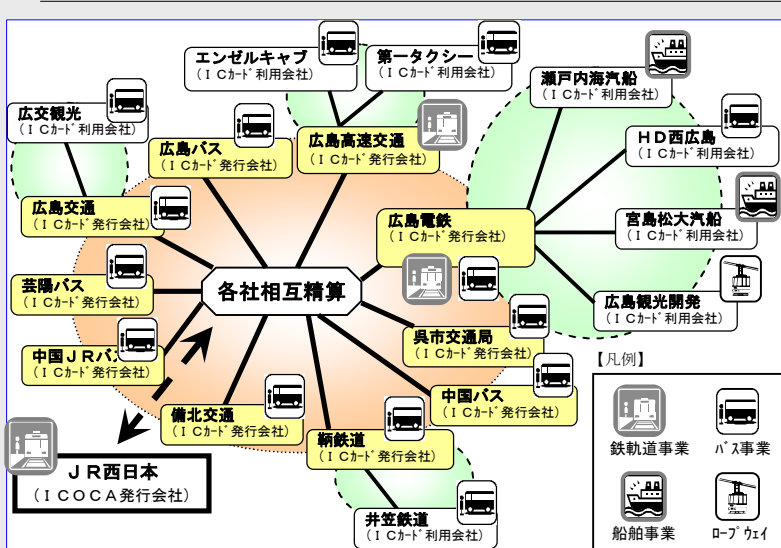 エンゼルキャブ
(ICカード利用会社)
第一タクシー
(ICカード利用会社)
瀬戸内海汽船
(ICカード利用会社)
広交観光
(ICカード利用会社)
広島バス
(ICカード発行会社)
広島高速交通
(ICカード発行会社)
HD西広島
(ICカード利用会社)
広島交通
(ICカード発行会社)
広島電鉄
(ICカード発行会社)
宮島松大汽船
(ICカード利用会社)
芸陽バス
(ICカード発行会社)
各社相互精算
広島観光開発
(ICカード利用会社)
中国JRバス
(ICカード発行会社)
呉市交通局
(ICカード発行会社)
備北交通
(ICカード発行会社)
中国バス
(ICカード発行会社)
鞆鉄道
(ICカード発行会社)
JR西日本
(ICOCA発行会社)
井笠鉄道
(ICカード利用会社)
【凡例】
鉄軌道事業
バス事業
船舶事業
ロープウェイ